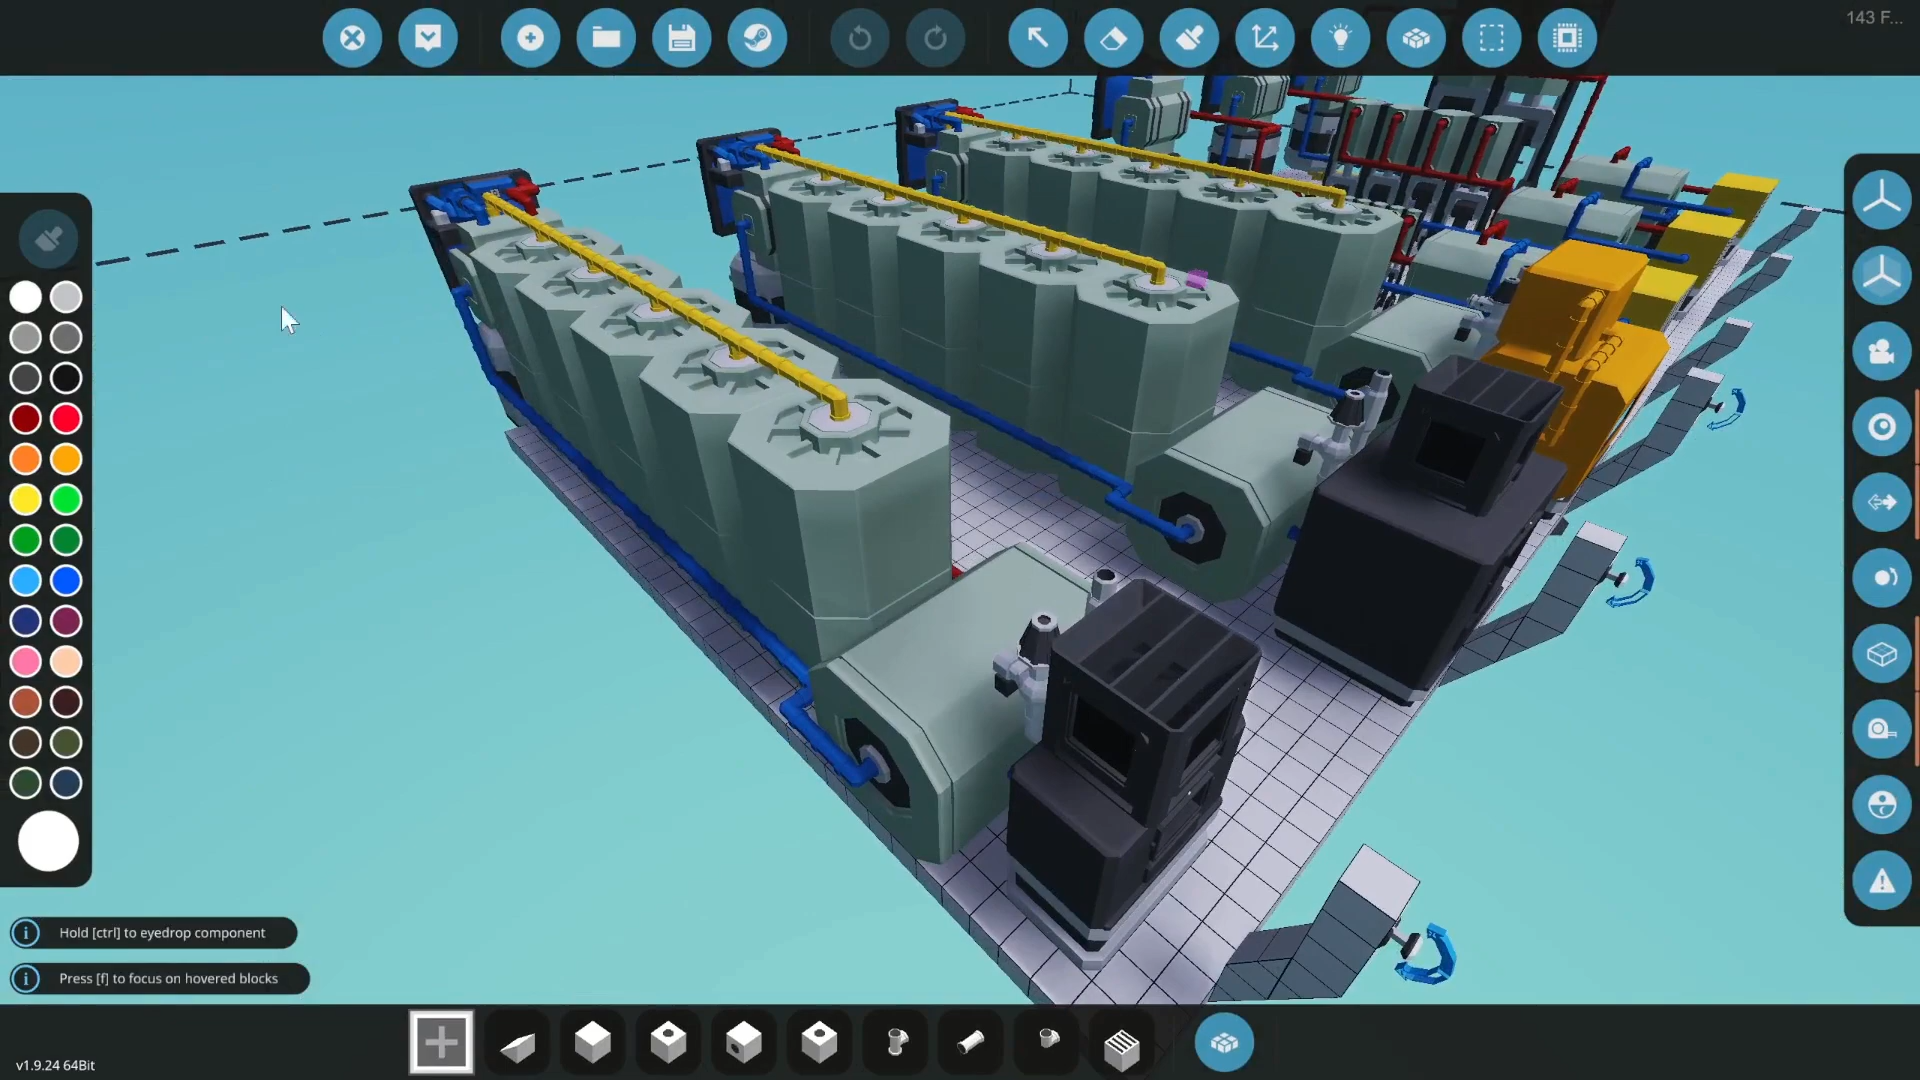 143 F...
Hold [ctrl] to eyedrop component
Press [f] to focus on hovered blocks
v1.9.24 64Bit